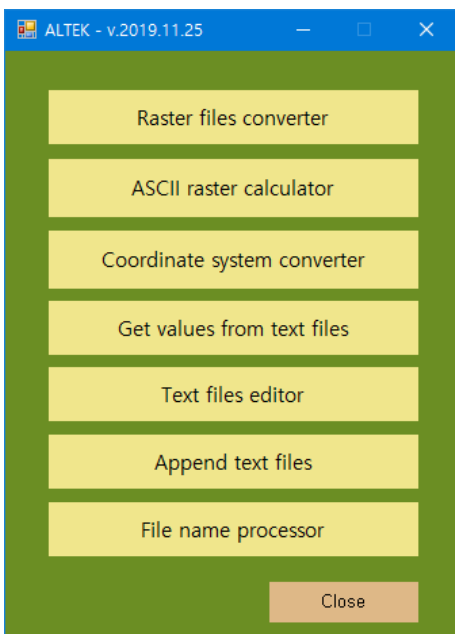 ALTEK - v.2019.11.25
Raster files converter
ASCII raster calculator
Coordinate system converter
Get values from text files
Text files editor
Append text files
File name processor
Close